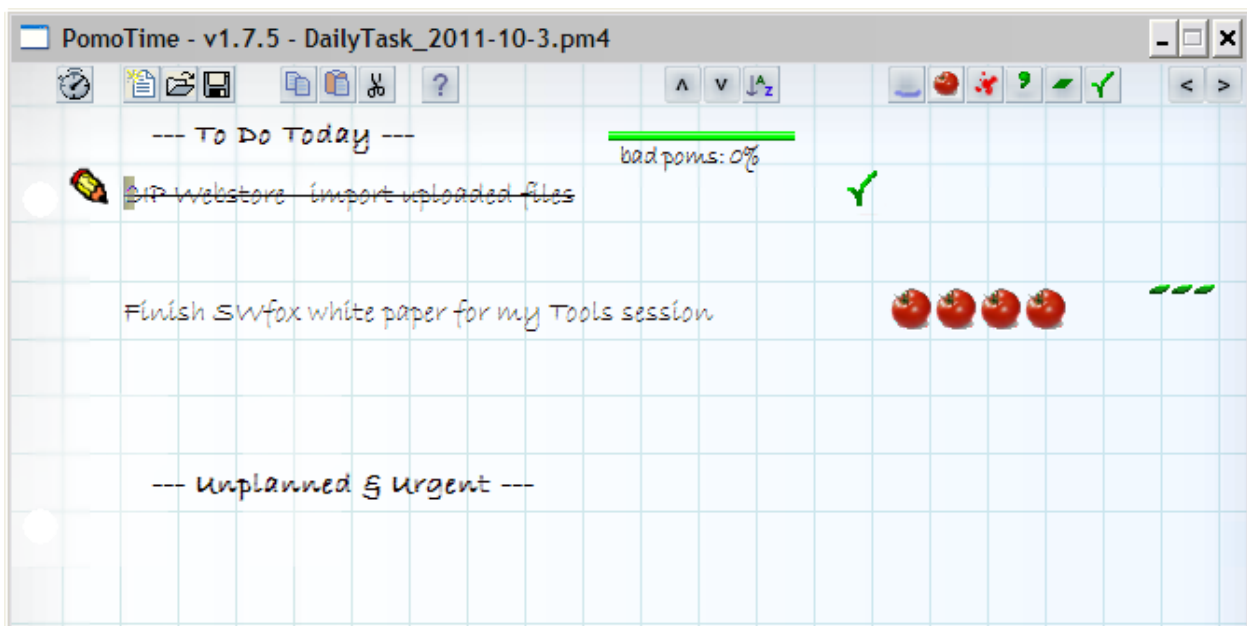 PomoTime - v1.7.5 - DailyTask_2011-10-3.pm4
?
--- To Do Today ---
bad poms: 0%
Webstore - import uploaded files
Finish SWfox white paper for my Tools session
--- Unplanned & Urgent ---